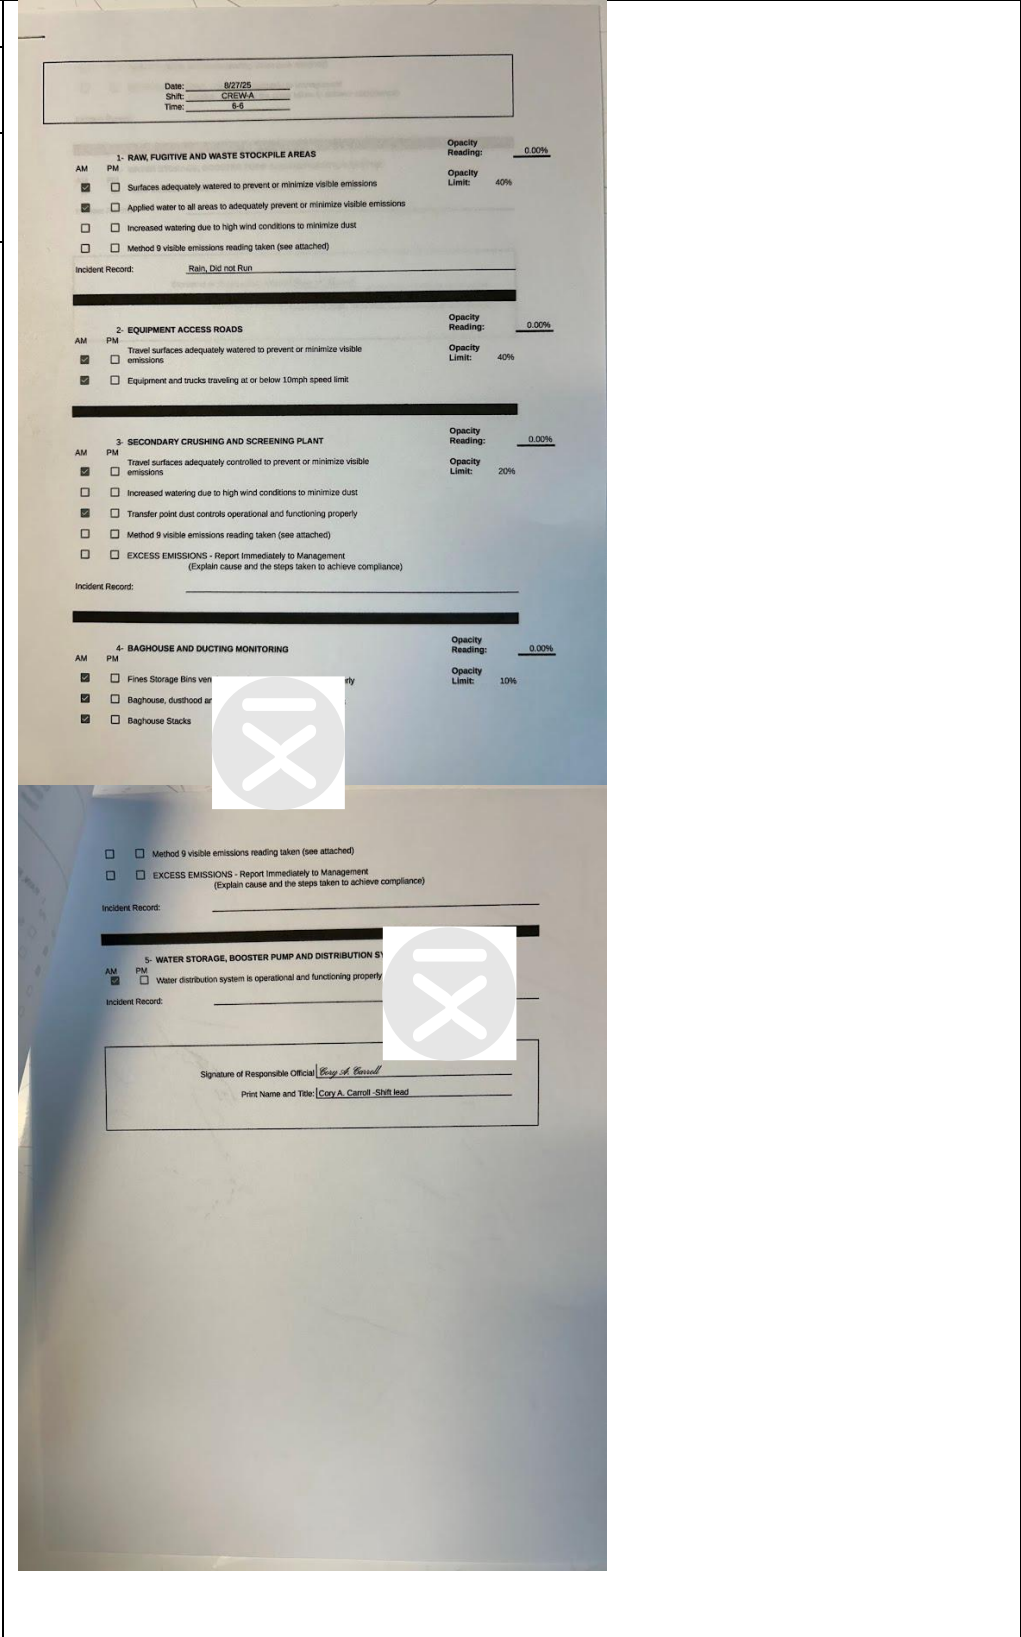 Date: 8/27/25
Shift: CREW-A
Time: 6-6
1- RAW, FUGITIVE AND WASTE STOCKPILE AREAS
Opacity Reading: 0.00%
AM PM
Opacity Limit: 40%
Surfaces adequately watered to prevent or minimize visible emissions
Applied water to all areas to adequately prevent or minimize visible emissions
Increased watering due to high wind conditions to minimize dust
Method 9 visible emissions reading taken (see attached)
Incident Record: Rain, Did not Run
2- EQUIPMENT ACCESS ROADS
Opacity Reading: 0.00%
AM PM
Opacity Limit: 40%
Travel surfaces adequately watered to prevent or minimize visible
emissions
Equipment and trucks traveling at or below 10mph speed limit
3- SECONDARY CRUSHING AND SCREENING PLANT
Opacity Reading: 0.00%
AM PM
Opacity Limit: 20%
Travel surfaces adequately controlled to prevent or minimize visible
emissions
Increased watering due to high wind conditions to minimize dust
Transfer point dust controls operational and functioning properly
Method 9 visible emissions reading taken (see attached)
EXCESS EMISSIONS - Report Immediately to Management
(Explain cause and the steps taken to achieve compliance)
Incident Record:
4- BAGHOUSE AND DUCTING MONITORING
Opacity Reading: 0.00%
AM PM
Opacity Limit: 10%
Fines Storage Bins
Baghouse, dusthood
Baghouse Stacks
Method 9 visible emissions reading taken (see attached)
EXCESS EMISSIONS - Report Immediately to Management
(Explain cause and the steps taken to achieve compliance)
Incident Record:
5- WATER STORAGE, BOOSTER PUMP AND DISTRIBUTION
AM PM
Water distribution system is operational and functioning properly
Incident Record:
Signature of Responsible Official Cory A. Carroll
Print Name and Title: Cory A. Carroll -Shift lead